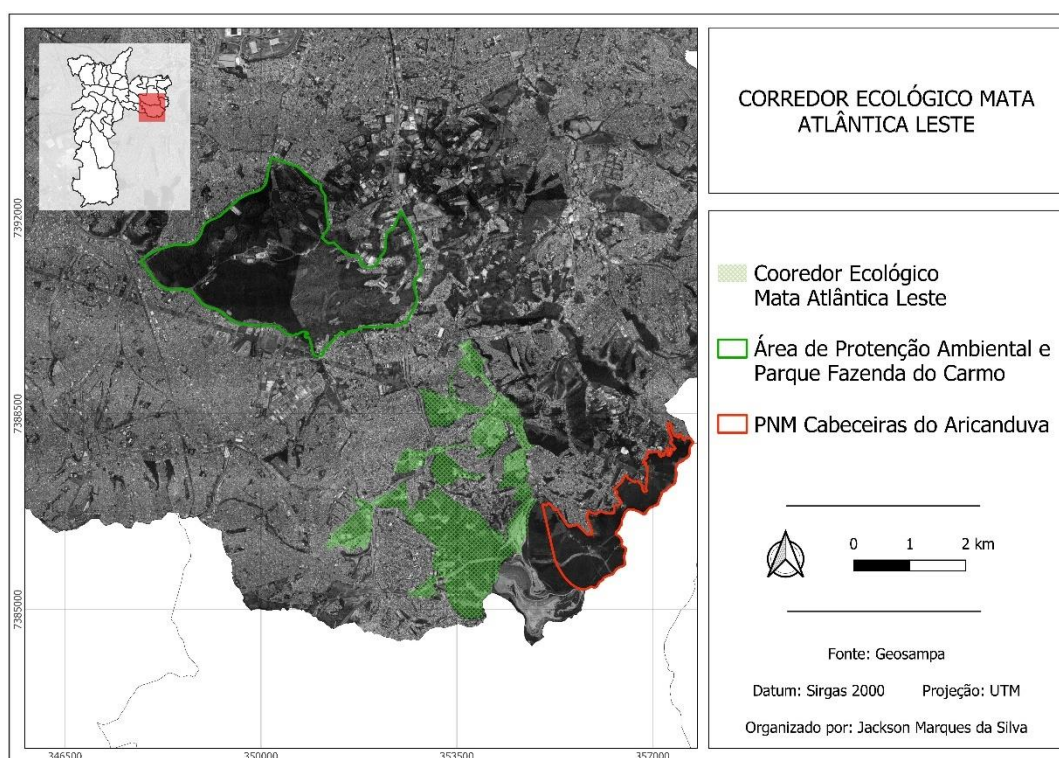 CORREDOR ECOLÓGICO MATA
ATLÂNTICA LESTE
7392000
7388500
7385000
346500
350000
353500
357000
Cooredor Ecológico
Mata Atlântica Leste
Área de Protenção Ambiental e
Parque Fazenda do Carmo
PNM Cabeceiras do Aricanduva
0 1 2 km
Fonte: Geosampa
Datum: Sirgas 2000 Projeção: UTM
Organizado por: Jackson Marques da Silva